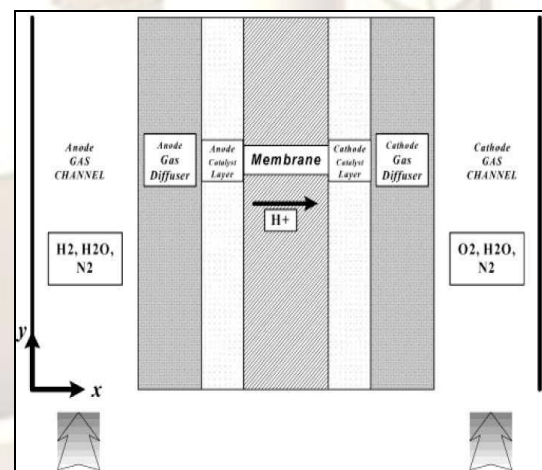 Anode
GAS
CHANNEL
Anode
Gas
Diffuser
Anode
Catalyst
Layer
Membrane
Cathode
Catalyst
Layer
Cathode
Gas
Diffuser
Cathode
GAS
CHANNEL
H+
H2, H2O,
N2
O2, H2O,
N2
y
x